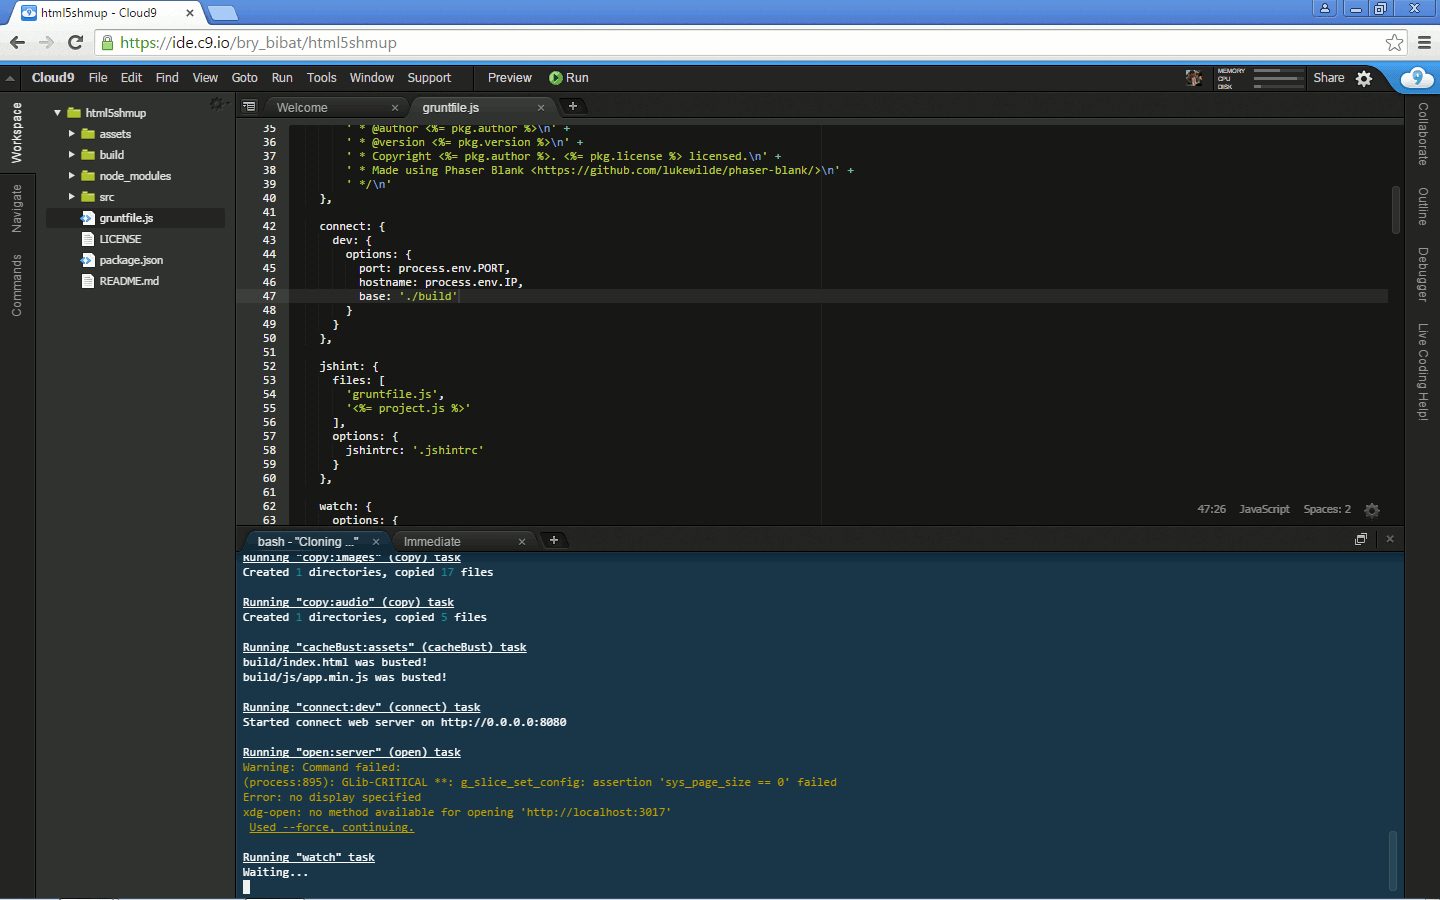 html5shmup - Cloud9
https://ide.c9.io/bry_bibat/html5shmup
Cloud9 File Edit Find View Goto Run Tools Window Support Preview Run MEMORY CPU DISK Share
Workspace
Navigate
Commands
html5shmup
assets
build
node_modules
src
gruntfile.js
LICENSE
package.json
README.md
Welcome gruntfile.js
35 ' * @author <%= pkg.author %>\n' +
36 ' * @version <%= pkg.version %>\n' +
37 ' * Copyright <%= pkg.author %>. <%= pkg.license %> licensed.\n' +
38 ' * Made using Phaser Blank <https://github.com/lukewilde/phaser-blank/>\n' +
39 ' */\n'
40 },
41
42 connect: {
43 dev: {
44 options: {
45 port: process.env.PORT,
46 hostname: process.env.IP,
47 base: './build'
48 }
49 }
50 },
51
52 jshint: {
53 files: [
54 'gruntfile.js',
55 '<%= project.js %>'
56 ],
57 options: {
58 jshintrc: '.jshintrc'
59 }
60 },
61
62 watch: {
63 options: {
47:26 JavaScript Spaces: 2
Collaborate
Outline
Debugger
Live Coding Help!
bash - "Cloning ..." Immediate
Running "copy:images" (copy) task
Created 1 directories, copied 17 files
Running "copy:audio" (copy) task
Created 1 directories, copied 5 files
Running "cacheBust:assets" (cacheBust) task
build/index.html was busted!
build/js/app.min.js was busted!
Running "connect:dev" (connect) task
Started connect web server on http://0.0.0.0:8080
Running "open:server" (open) task
Warning: Command failed:
(process:895): GLib-CRITICAL **: g_slice_set_config: assertion 'sys_page_size == 0' failed
Error: no display specified
xdg-open: no method available for opening 'http://localhost:3017'
Used --force, continuing.
Running "watch" task
Waiting...